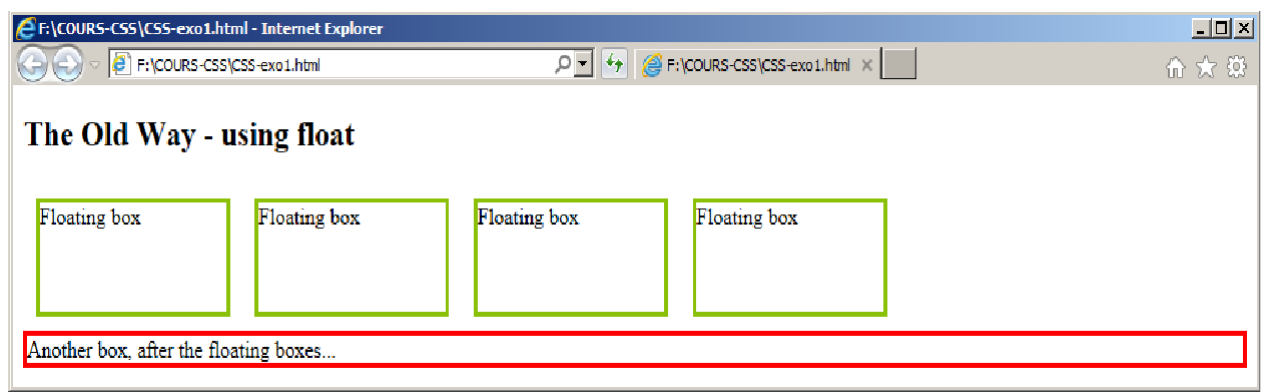 F:\COURS-CSS\CSS-exo1.html - Internet Explorer
F:\COURS-CSS\CSS-exo1.html F:\COURS-CSS\CSS-exo1.html
The Old Way - using float
Floating box Floating box Floating box Floating box
Another box, after the floating boxes...